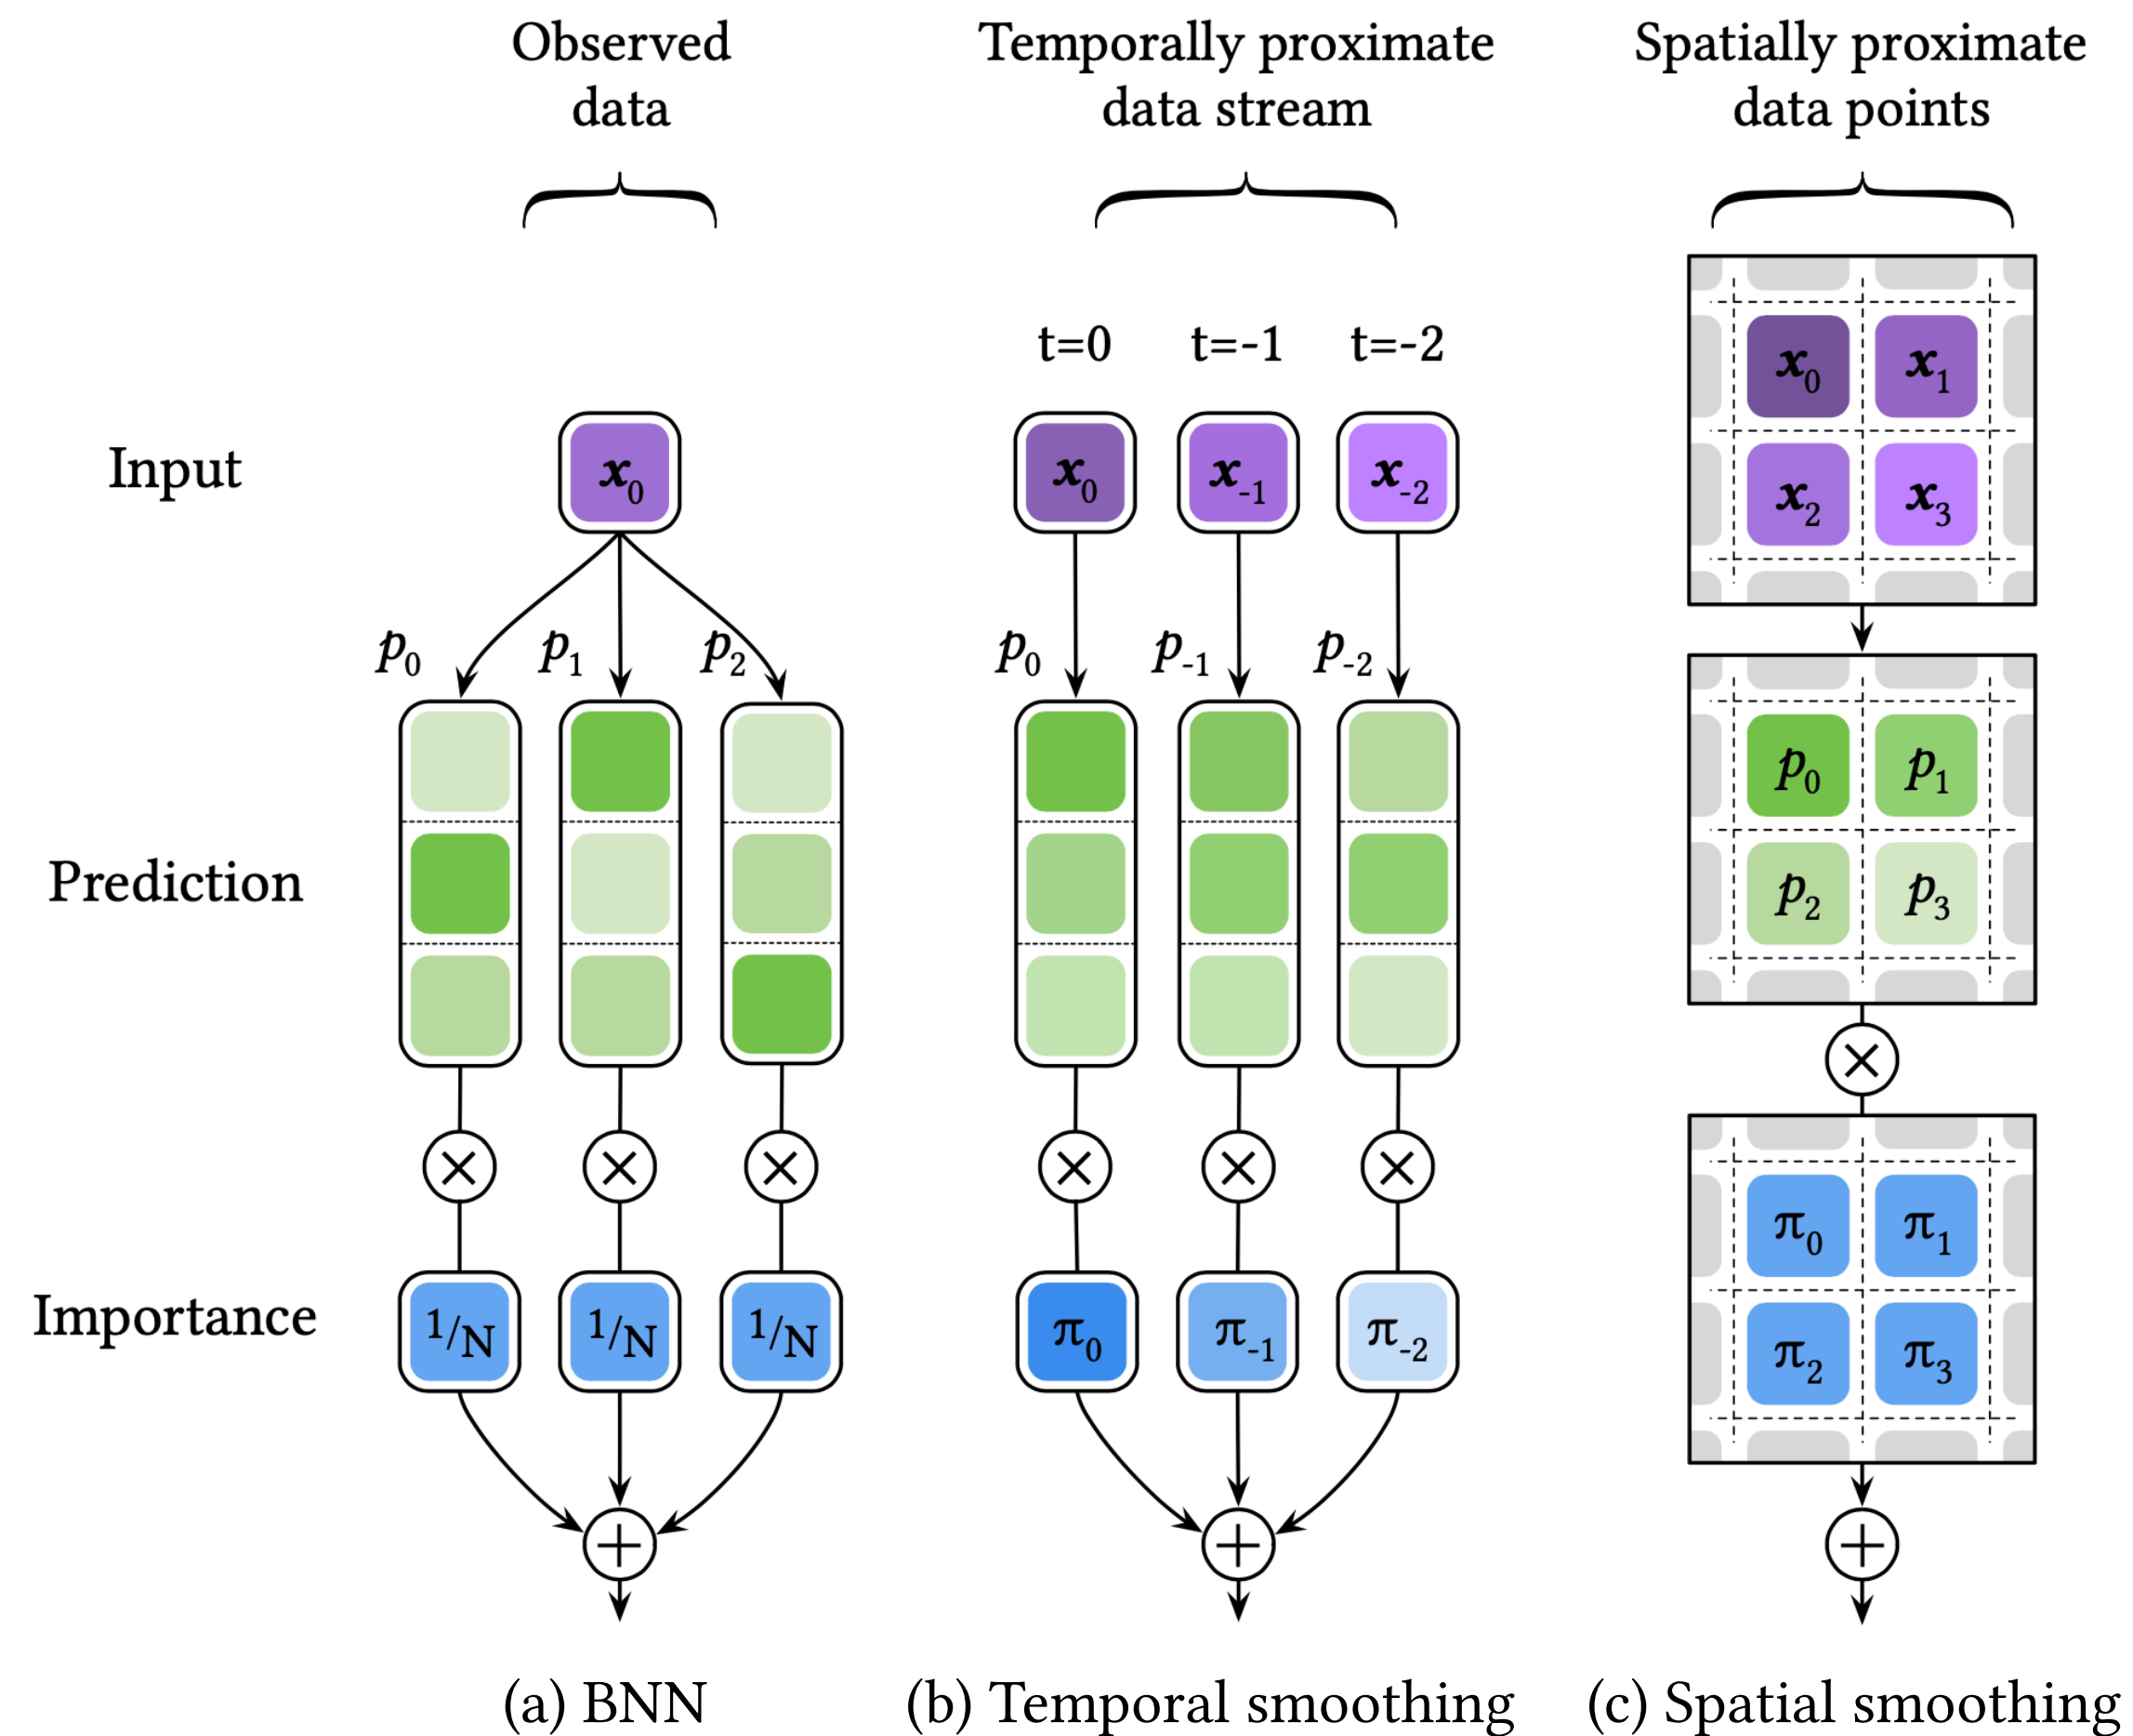 Observed
data
Temporally proximate
data stream
Spatially proximate
data points
t=0 t=-1 t=-2
Input
x₀
x₀ x₋₁ x₋₂
x₀ x₁
x₂ x₃
p₀ p₁ p₂
p₀ p₋₁ p₋₂
Prediction
p₀ p₁
p₂ p₃
Importance
1/N 1/N 1/N
π₀ π₋₁ π₋₂
π₀ π₁
π₂ π₃
(a) BNN
(b) Temporal smoothing
(c) Spatial smoothing